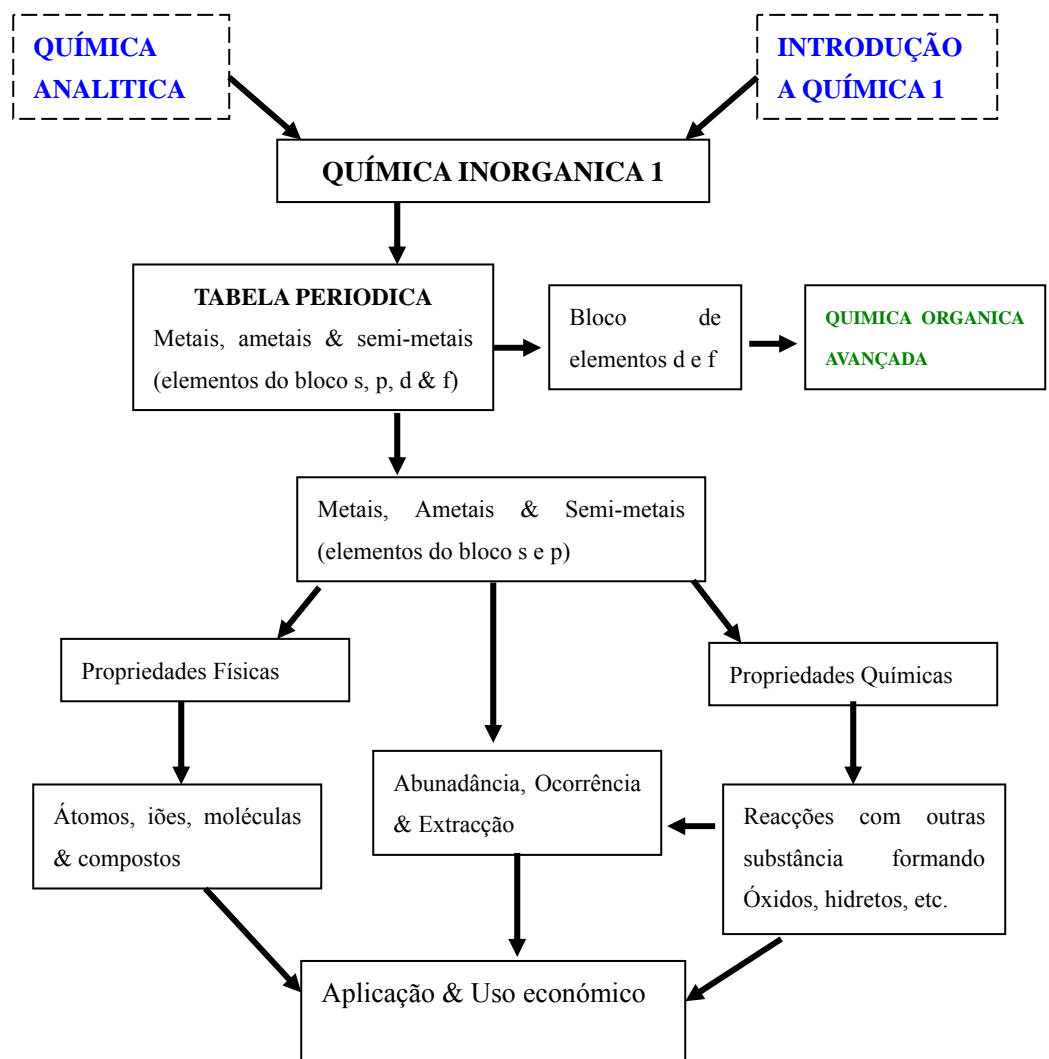 QUÍMICA
ANALITICA
INTRODUÇÃO
A QUÍMICA 1
QUÍMICA INORGANICA 1
TABELA PERIODICA
Metais, ametais & semi-metais
(elementos do bloco s, p, d & f)
Bloco de
elementos d e f
QUIMICA ORGANICA
AVANÇADA
Metais, Ametais & Semi-metais
(elementos do bloco s e p)
Propriedades Físicas
Propriedades Químicas
Átomos, iões, moléculas
& compostos
Abunadância, Ocorrência
& Extracção
Reacções com outras
substância formando
Óxidos, hidretos, etc.
Aplicação & Uso económico